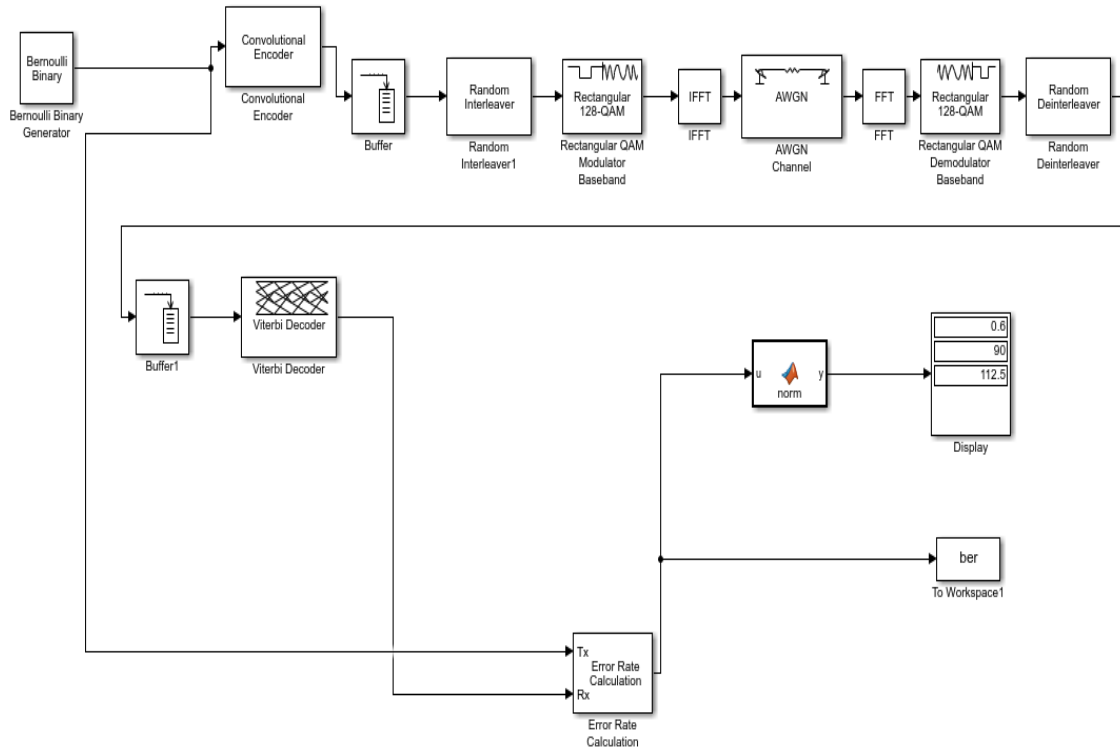 Bernoulli
Binary
Bernoulli Binary
Generator
Convolutional
Encoder
Convolutional
Encoder
Buffer
Random
Interleaver
Random
Interleaver1
Rectangular
128-QAM
Rectangular QAM
Modulator
Baseband
IFFT
IFFT
AWGN
AWGN
Channel
FFT
FFT
Rectangular
128-QAM
Rectangular QAM
Demodulator
Baseband
Random
Deinterleaver
Random
Deinterleaver
Buffer1
Viterbi Decoder
Viterbi Decoder
u
y
norm
0.6
90
112.5
Display
ber
To Workspace1
Tx
Error Rate
Calculation
Rx
Error Rate
Calculation